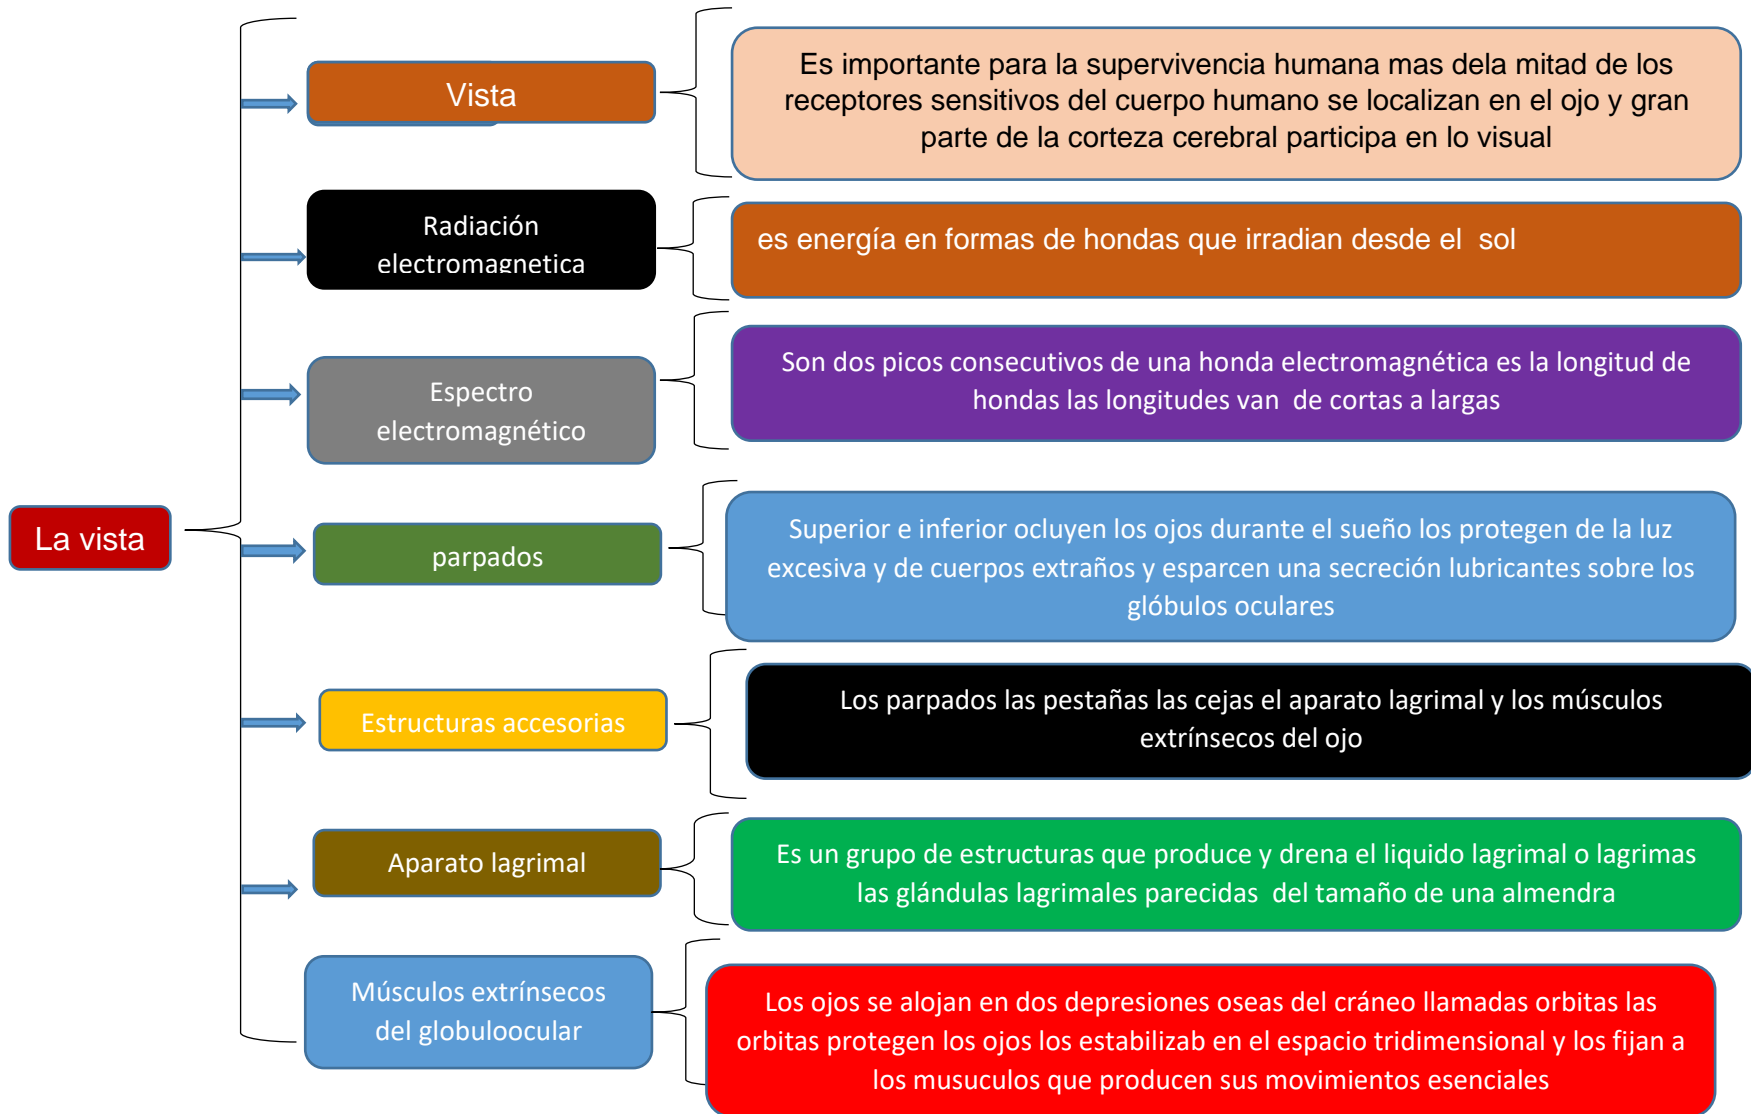 La vista
Vista
Es importante para la supervivencia humana mas dela mitad de los
receptores sensitivos del cuerpo humano se localizan en el ojo y gran
parte de la corteza cerebral participa en lo visual
Radiación
electromagnetica
es energía en formas de hondas que irradian desde el sol
Espectro
electromagnético
Son dos picos consecutivos de una honda electromagnética es la longitud de
hondas las longitudes van de cortas a largas
parpados
Superior e inferior ocluyen los ojos durante el sueño los protegen de la luz
excesiva y de cuerpos extraños y esparcen una secreción lubricantes sobre los
glóbulos oculares
Estructuras accesorias
Los parpados las pestañas las cejas el aparato lagrimal y los músculos
extrínsecos del ojo
Aparato lagrimal
Es un grupo de estructuras que produce y drena el liquido lagrimal o lagrimas
las glándulas lagrimales parecidas del tamaño de una almendra
Músculos extrínsecos
del globuloocular
Los ojos se alojan en dos depresiones oseas del cráneo llamadas orbitas las
orbitas protegen los ojos los estabilizab en el espacio tridimensional y los fijan a
los musuculos que producen sus movimientos esenciales